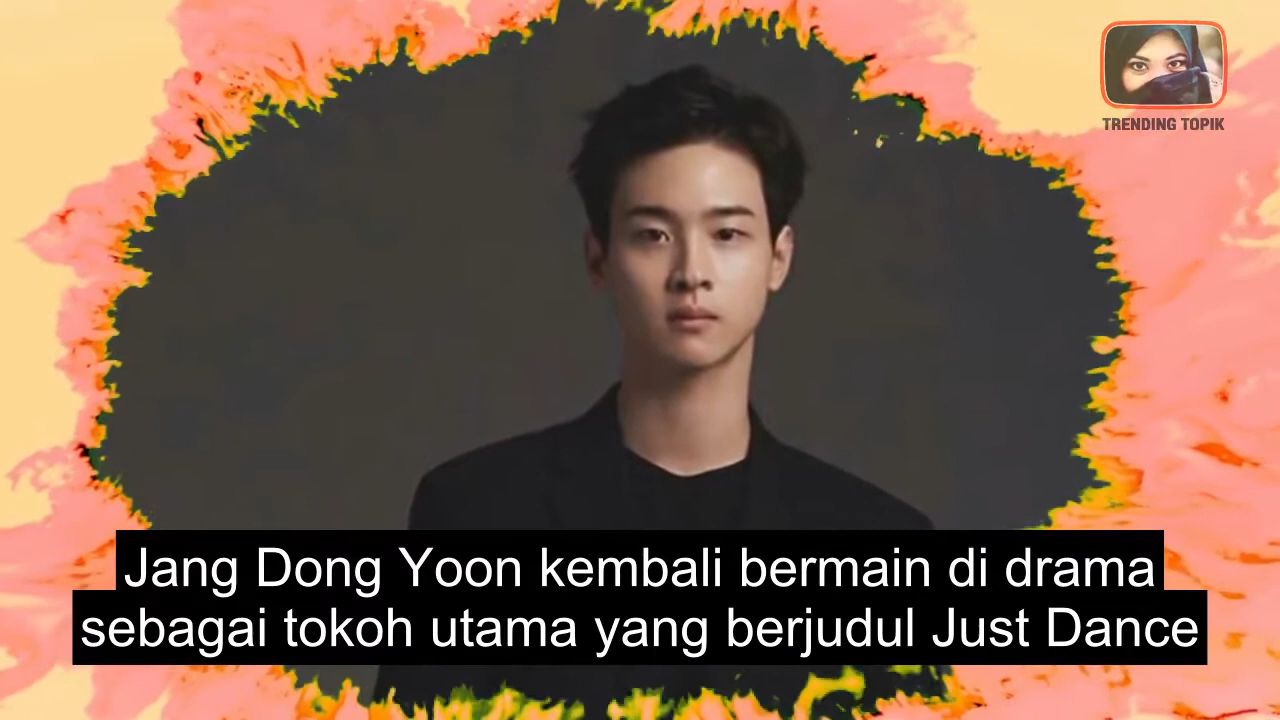 TRENDING TOPIK
Jang Dong Yoon kembali bermain di drama
sebagai tokoh utama yang berjudul Just Dance